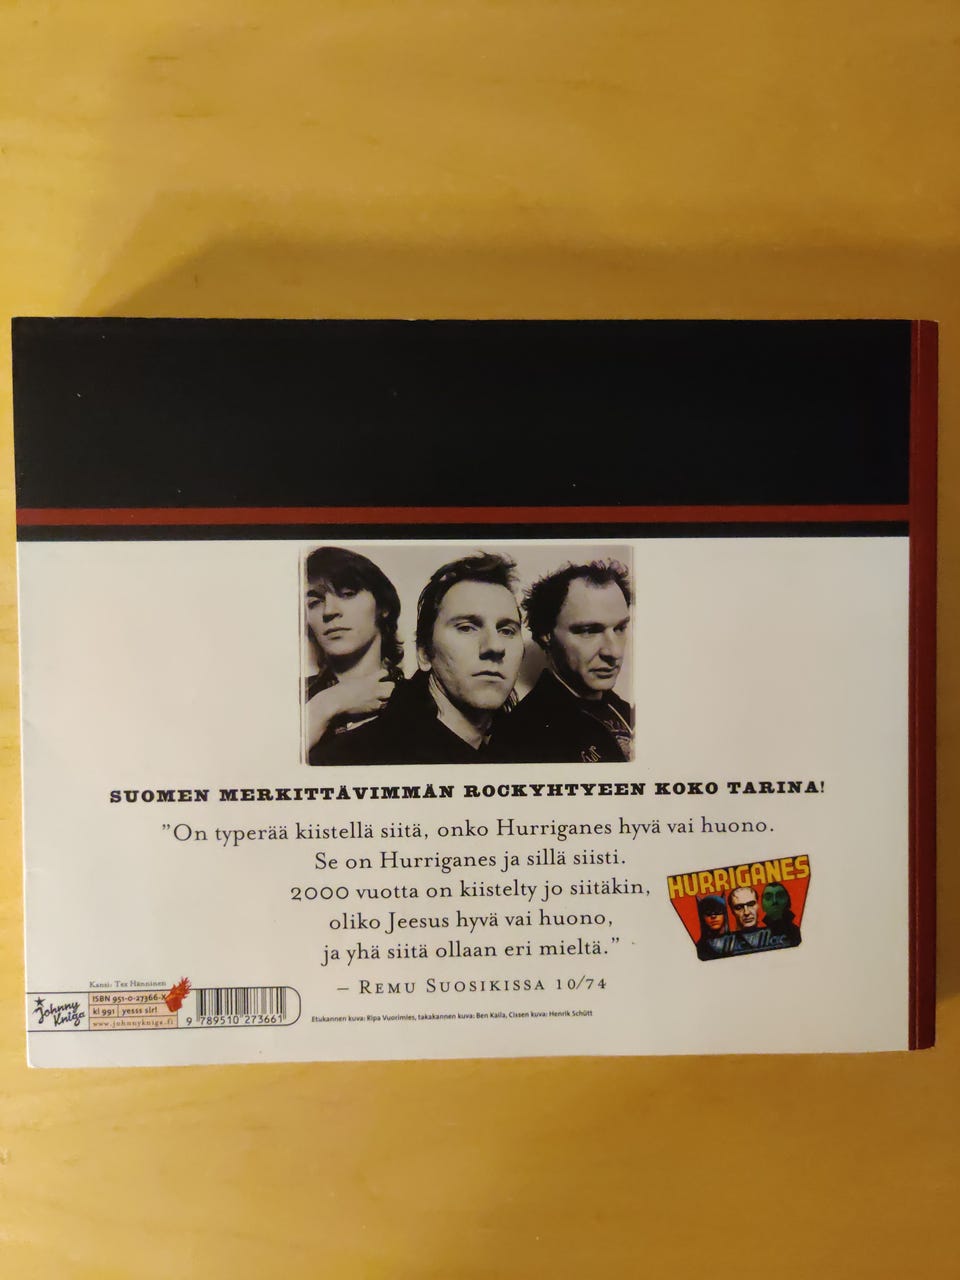 SUOMEN MERKITTÄVIMMÄN ROCKYHTYEEN KOKO TARINA!
”On typerää kiistellä siitä, onko Hurriganes hyvä vai huono.
Se on Hurriganes ja sillä siisti.
2000 vuotta on kiistelty jo siitäkin,
oliko Jeesus hyvä vai huono,
ja yhä siitä ollaan eri mieltä.”
– REMU SUOSIKISSA 10/74
HURRIGANES
Kansi: Tex Hänninen
Johnny
Kniga
ISBN 951-0-27366-X
kl 991 yesss sir!
www.johnnykniga.fi
9 789510 273661
Etukannen kuva: Ripa Vuorimies, takakannen kuva: Ben Kaila, Cissen kuva: Henrik Schütt